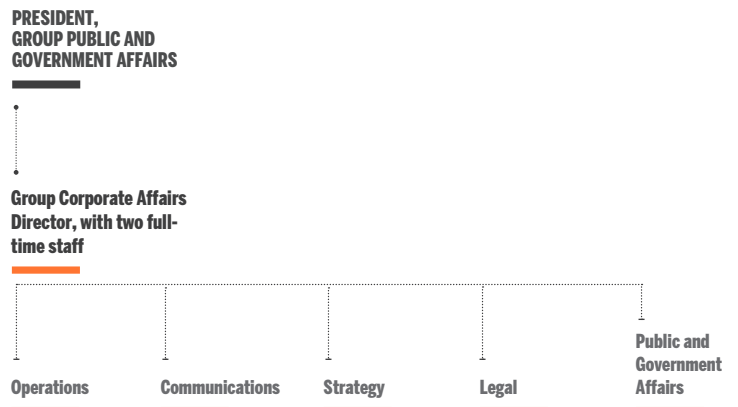 PRESIDENT,
GROUP PUBLIC AND
GOVERNMENT AFFAIRS
Group Corporate Affairs
Director, with two full-
time staff
Operations
Communications
Strategy
Legal
Public and
Government
Affairs